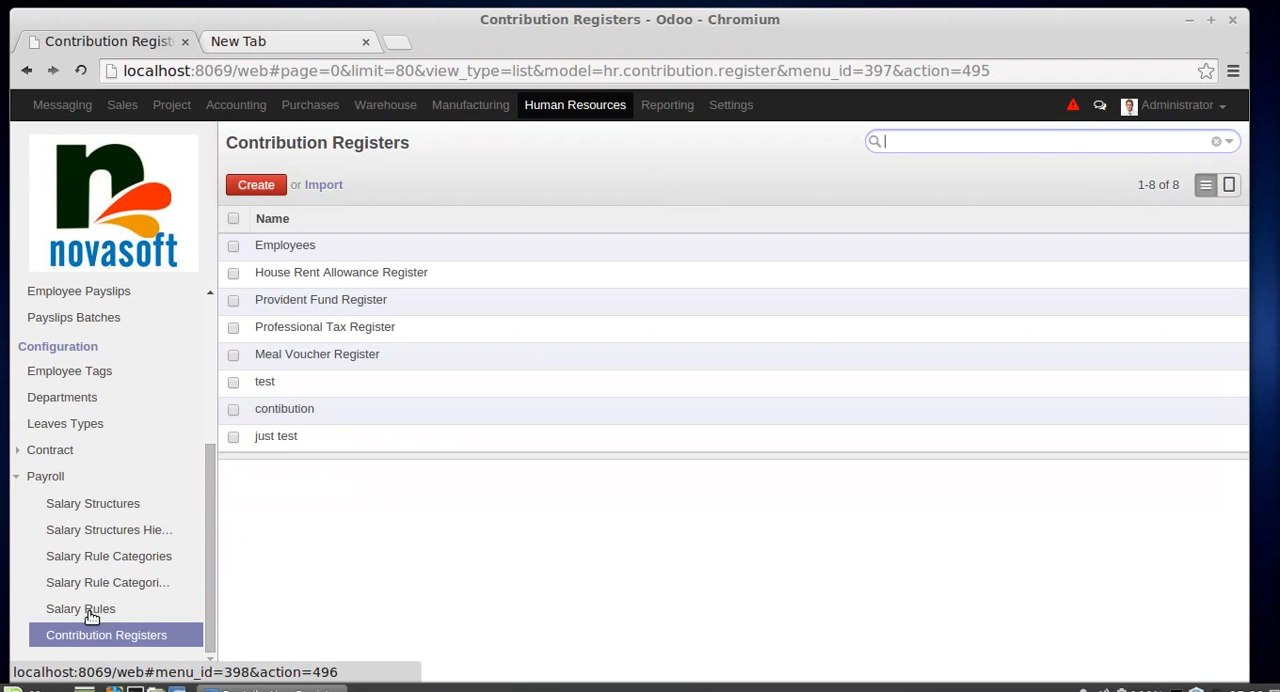 Contribution Registers - Odoo - Chromium
Contribution Regist
New Tab
localhost:8069/web#page=0&limit=80&view_type=list&model=hr.contribution.register&menu_id=397&action=495
Messaging Sales Project Accounting Purchases Warehouse Manufacturing Human Resources Reporting Settings Administrator
n
novasoft
Employee Payslips
Payslips Batches
Configuration
Employee Tags
Departments
Leaves Types
Contract
Payroll
Salary Structures
Salary Structures Hie...
Salary Rule Categories
Salary Rule Categori...
Salary Rules
Contribution Registers
Contribution Registers
Create or Import
1-8 of 8
Name
Employees
House Rent Allowance Register
Provident Fund Register
Professional Tax Register
Meal Voucher Register
test
contibution
just test
localhost:8069/web#menu_id=398&action=496